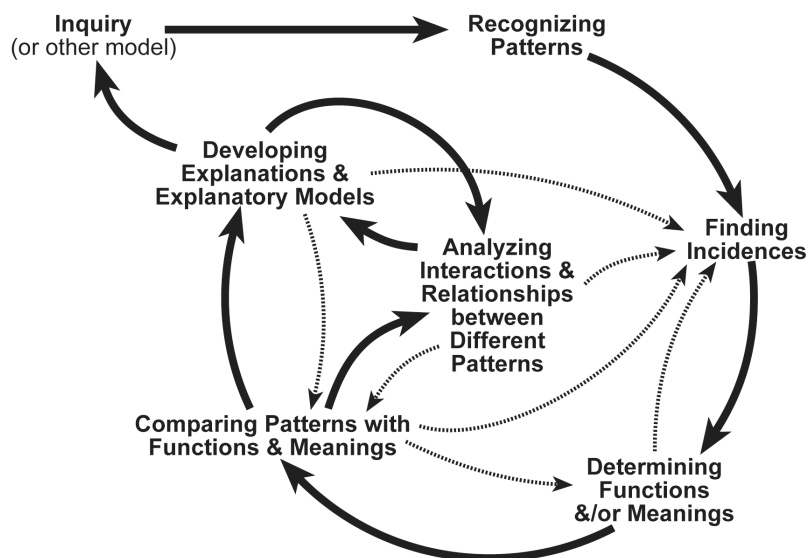 Inquiry
(or other model)
Recognizing
Patterns
Developing
Explanations &
Explanatory Models
Finding
Incidences
Analyzing
Interactions &
Relationships
between
Different
Patterns
Comparing Patterns with
Functions & Meanings
Determining
Functions
&/or Meanings